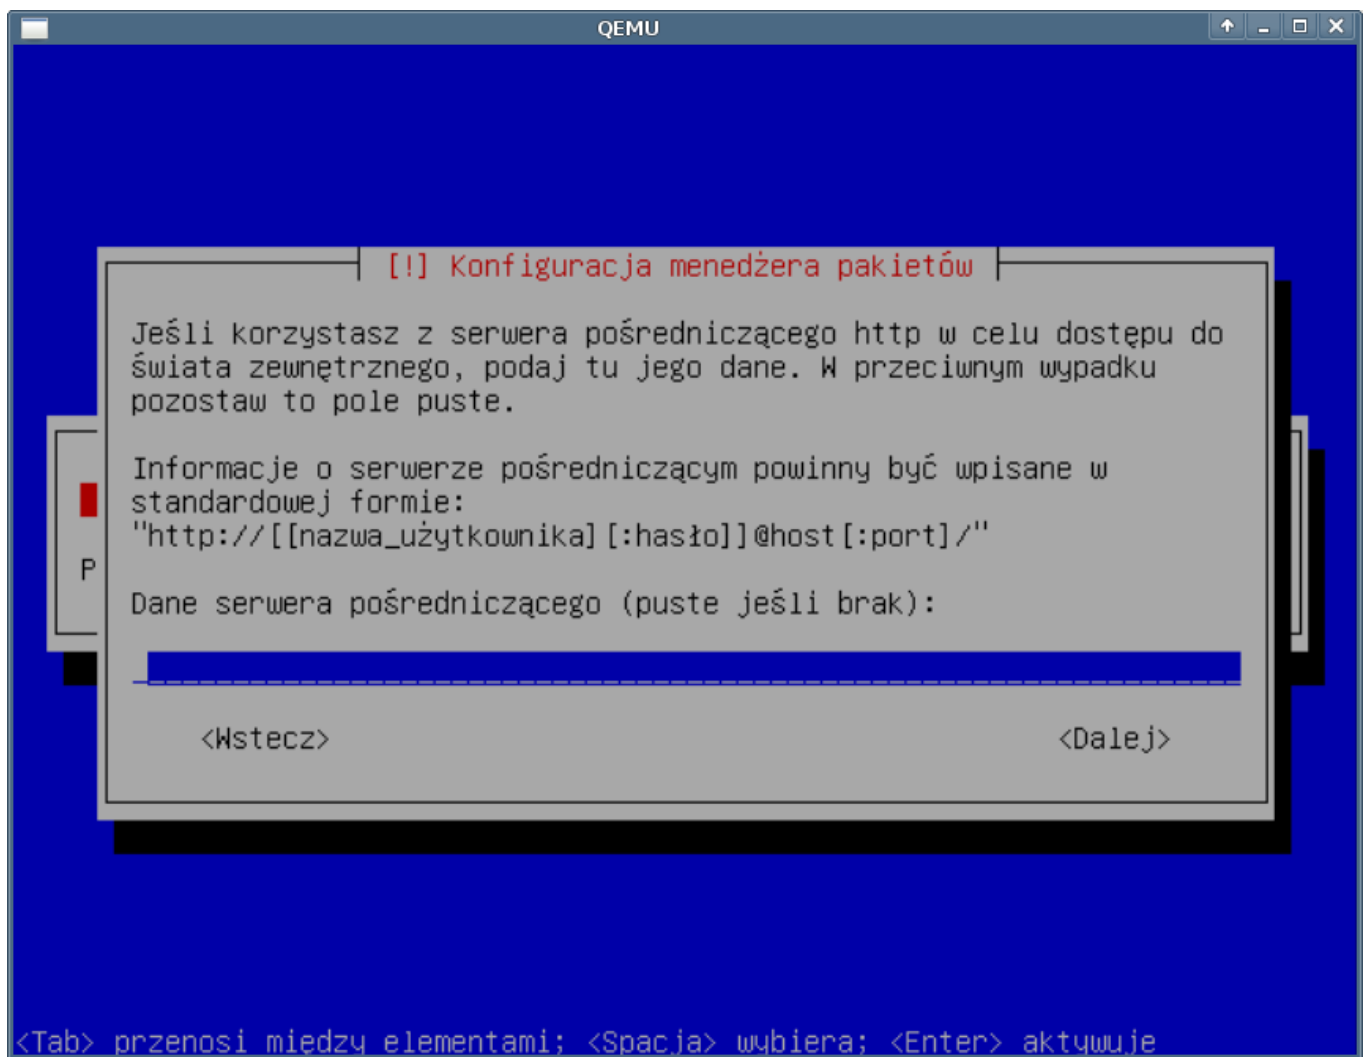 QEMU
[!] Konfiguracja menedżera pakietów
Jeśli korzystasz z serwera pośredniczącego http w celu dostępu do
świata zewnętrznego, podaj tu jego dane. W przeciwnym wypadku
pozostaw to pole puste.
Informacje o serwerze pośredniczącym powinny być wpisane w
standardowej formie:
"http://[[nazwa_użytkownika][:hasło]]@host[:port]/"
P
Dane serwera pośredniczącego (puste jeśli brak):
<Wstecz> <Dalej>
<Tab> przenosi między elementami; <Spacja> wybiera; <Enter> aktywuje